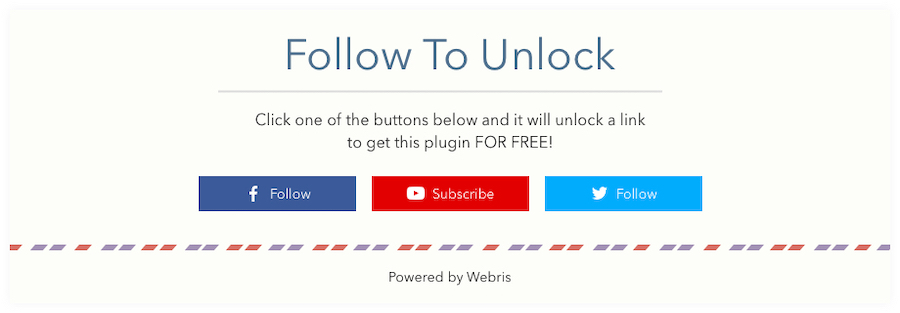 Follow To Unlock
Click one of the buttons below and it will unlock a link
to get this plugin FOR FREE!
Follow
Subscribe
Follow
Powered by Webris